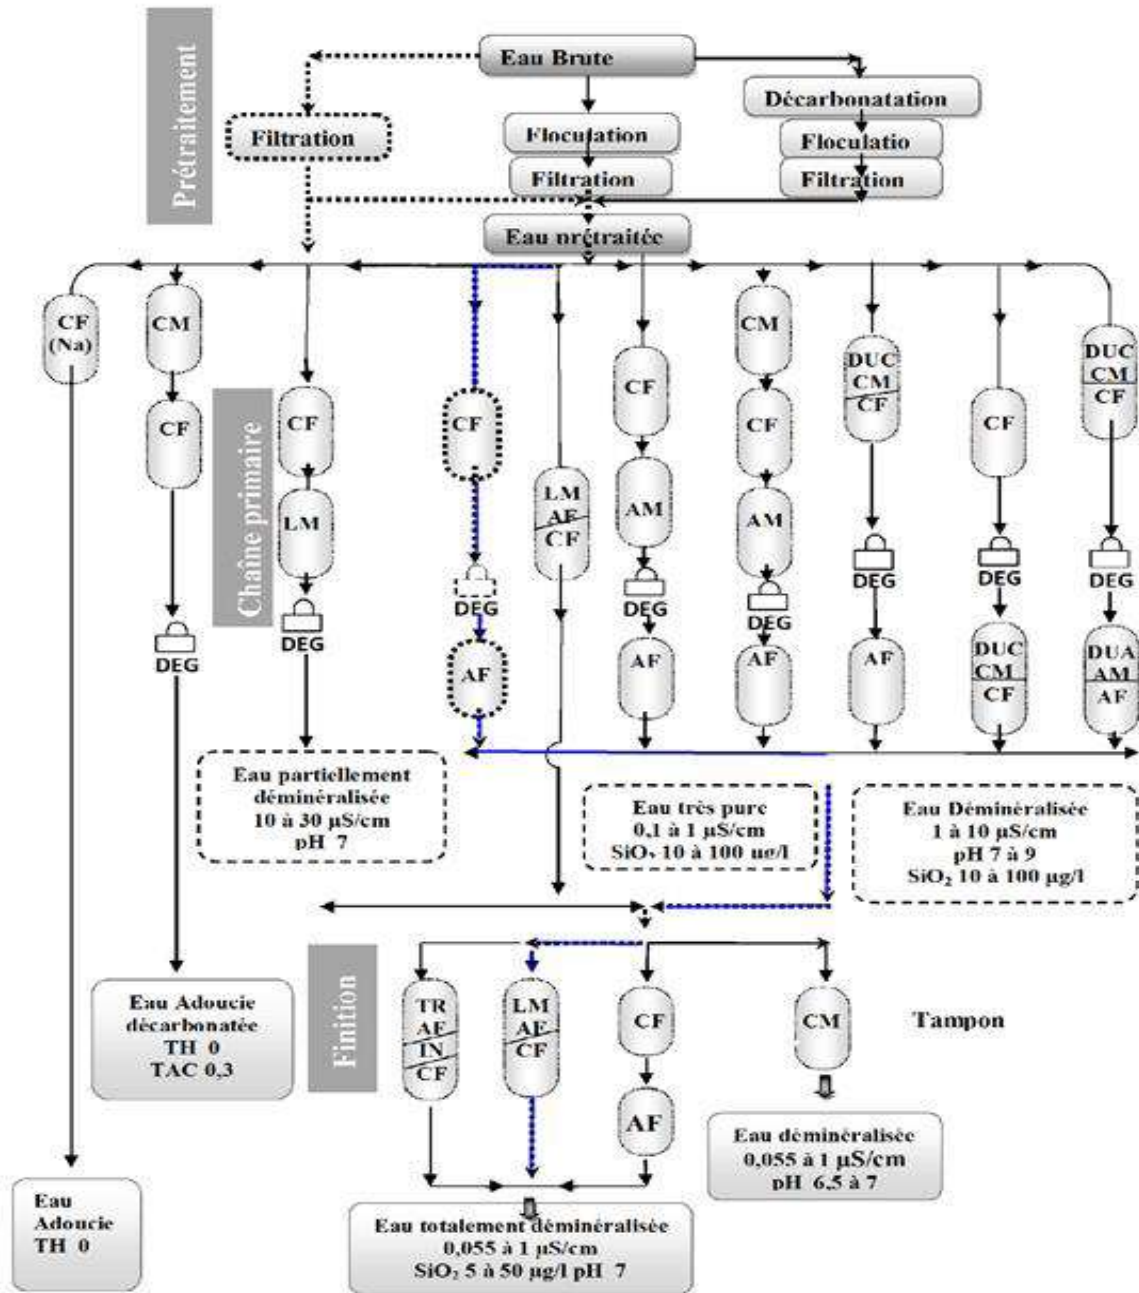 Prétraitement
Eau Brute
Filtration
Floculation
Filtration
Décarbonatation
Floculatio
Filtration
Eau prétraitée
Chaîne primaire
CF
(Na)
CM
CF
DEG
CF
LM
DEG
CF
DEG
AF
LM
AF
CF
CF
AM
DEG
AF
CM
CF
AM
DEG
AF
DUC
CM
CF
DEG
AF
CF
DEG
DUC
CM
CF
DUC
CM
CF
DEG
DUA
AM
AF
Eau partiellement
déminéralisée
10 à 30 µS/cm
pH 7
Eau très pure
0,1 à 1 µS/cm
SiO2 10 à 100 µg/l
Eau Déminéralisée
1 à 10 µS/cm
pH 7 à 9
SiO₂ 10 à 100 µg/l
Finition
TR
AF
IN
CF
LM
AF
CF
CF
AF
CM
Tampon
Eau Adoucie
décarbonatée
TH 0
TAC 0,3
Eau déminéralisée
0,055 à 1 µS/cm
pH 6,5 à 7
Eau
Adoucie
TH 0
Eau totalement déminéralisée
0,055 à 1 µS/cm
SiO₂ 5 à 50 µg/l pH 7